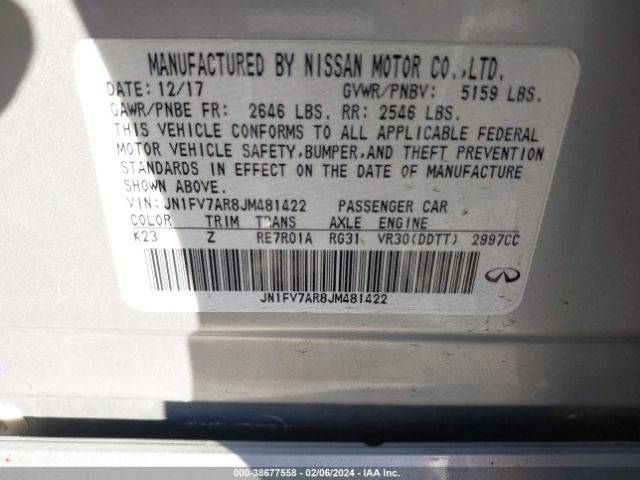 MANUFACTURED BY NISSAN MOTOR CO.,LTD.
DATE: 12/17 GVWR/PNBV: 5159 LBS.
GAWR/PNBE FR: 2646 LBS. RR: 2546 LBS.
THIS VEHICLE CONFORMS TO ALL APPLICABLE FEDERAL
MOTOR VEHICLE SAFETY,BUMPER,AND THEFT PREVENTION
STANDARDS IN EFFECT ON THE DATE OF MANUFACTURE
SHOWN ABOVE.
VIN: JN1FV7AR8JM481422 PASSENGER CAR
COLOR TRIM TRANS AXLE ENGINE
K23 Z RE7R01A RG31 VR30(DDTT) 2997CC
JN1FV7AR8JM481422
000-38677558 - 02/06/2024 - IAA Inc.